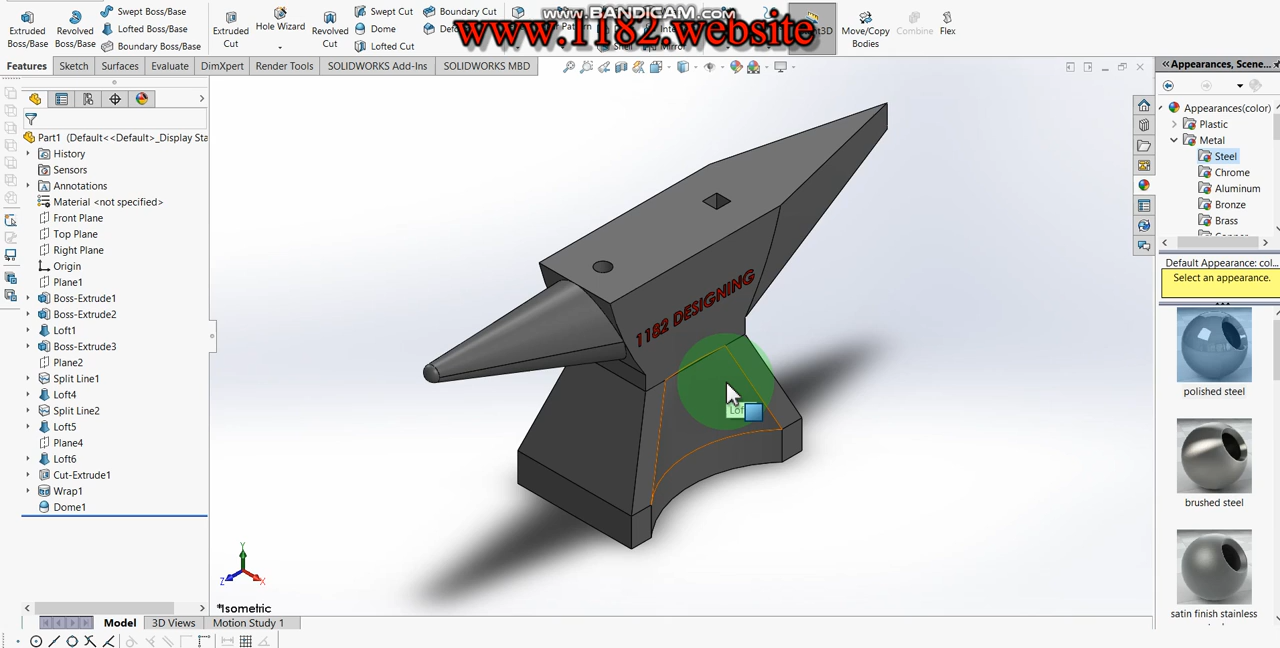 www.BANDICAM.com
www.1182.website
Extruded Boss/Base
Revolved Boss/Base
Swept Boss/Base
Lofted Boss/Base
Boundary Boss/Base
Extruded Cut
Hole Wizard
Revolved Cut
Swept Cut
Dome
Lofted Cut
Boundary Cut
Shell
Mirror
Move/Copy Bodies
Combine
Flex
Features
Sketch
Surfaces
Evaluate
DimXpert
Render Tools
SOLIDWORKS Add-Ins
SOLIDWORKS MBD
Part1 (Default<<Default>_Display Sta
History
Sensors
Annotations
Material <not specified>
Front Plane
Top Plane
Right Plane
Origin
Plane1
Boss-Extrude1
Boss-Extrude2
Loft1
Boss-Extrude3
Plane2
Split Line1
Loft4
Split Line2
Loft5
Plane4
Loft6
Cut-Extrude1
Wrap1
Dome1
1182 DESIGNING
Y
Z
X
*Isometric
Model
3D Views
Motion Study 1
Appearances, Scene...
Appearances(color)
Plastic
Metal
Steel
Chrome
Aluminum
Bronze
Brass
Default Appearance: col...
Select an appearance.
polished steel
brushed steel
satin finish stainless